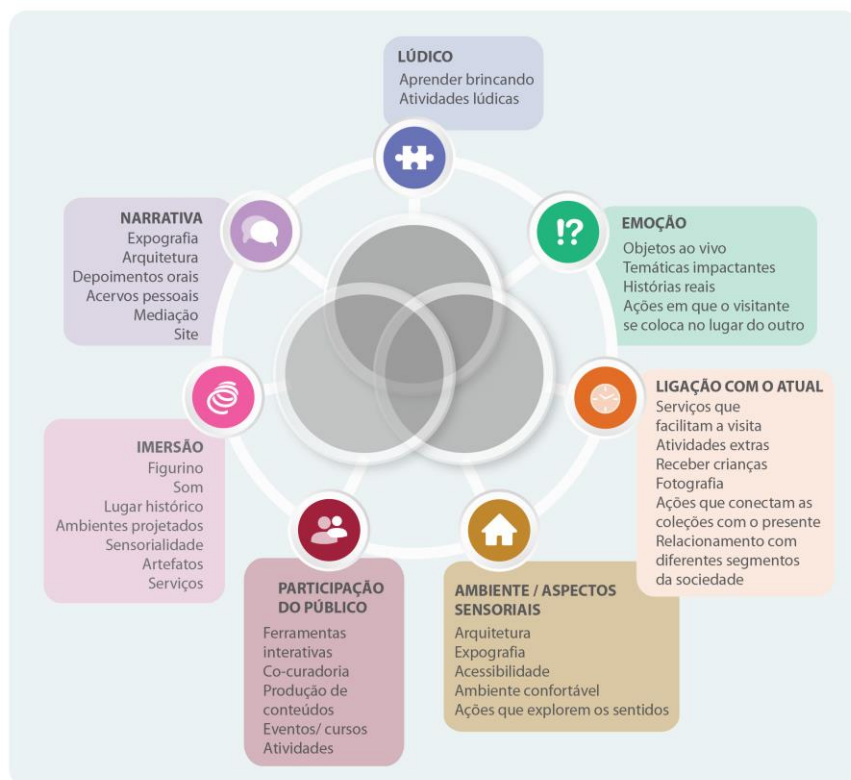 LÚDICO
Aprender brincando
Atividades lúdicas
NARRATIVA
Expografia
Arquitetura
Depoimentos orais
Acervos pessoais
Mediação
Site
!?
EMOÇÃO
Objetos ao vivo
Temáticas impactantes
Histórias reais
Ações em que o visitante
se coloca no lugar do outro
IMERSÃO
Figurino
Som
Lugar histórico
Ambientes projetados
Sensorialidade
Artefatos
Serviços
LIGAÇÃO COM O ATUAL
Serviços que
facilitam a visita
Atividades extras
Receber crianças
Fotografia
Ações que conectam as
coleções com o presente
Relacionamento com
diferentes segmentos
da sociedade
PARTICIPAÇÃO
DO PÚBLICO
Ferramentas
interativas
Co-curadoria
Produção de
conteúdos
Eventos/ cursos
Atividades
AMBIENTE / ASPECTOS
SENSORIAIS
Arquitetura
Expografia
Acessibilidade
Ambiente confortável
Ações que explorem os sentidos